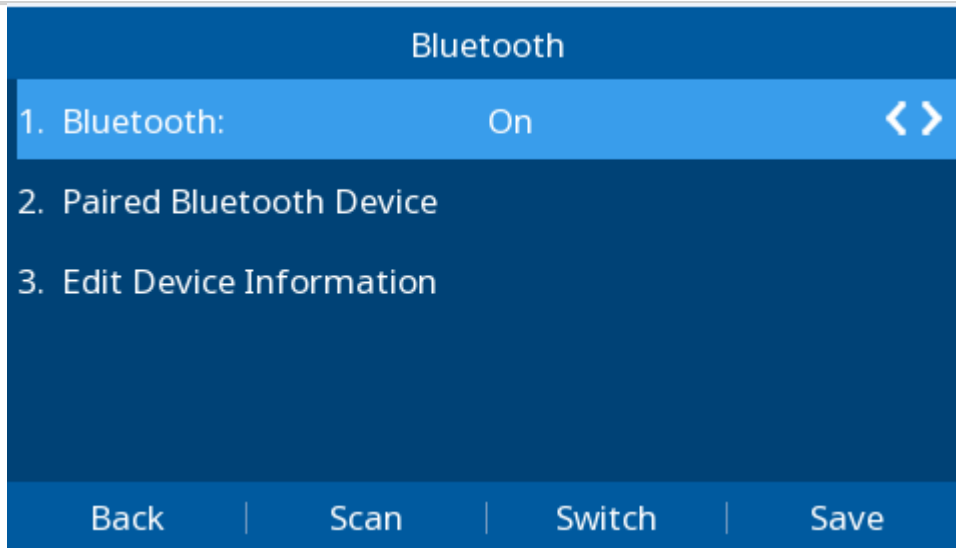 Bluetooth
1. Bluetooth: On
2. Paired Bluetooth Device
3. Edit Device Information
Back Scan Switch Save